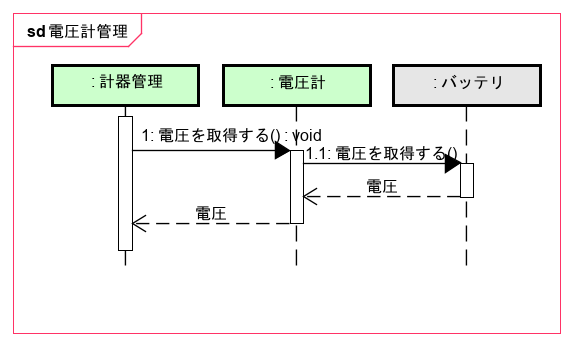 sd 電圧計管理
: 計器管理
: 電圧計
: バッテリ
1: 電圧を取得する() : void
1.1: 電圧を取得する()
電圧
電圧